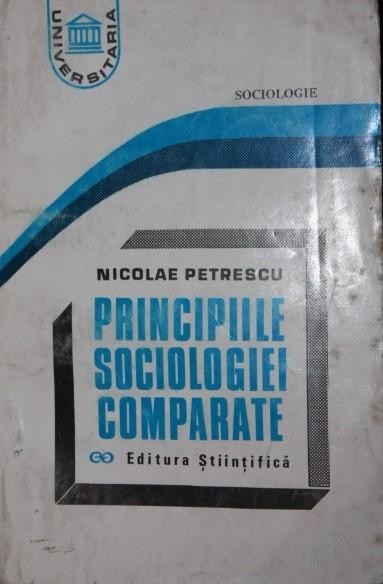 UNIVERSITARIA
SOCIOLOGIE
NICOLAE PETRESCU
PRINCIPIILE
SOCIOLOGIEI
COMPARATE
Editura Științifică